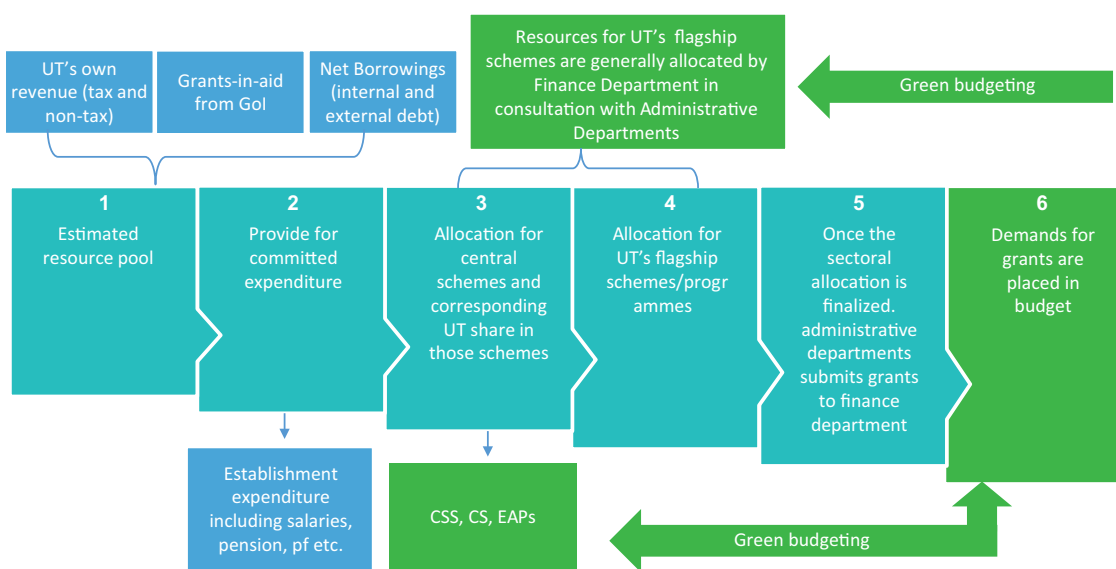 UT's own
revenue (tax and
non-tax)
Grants-in-aid
from GoI
Net Borrowings
(internal and
external debt)
Resources for UT's flagship
schemes are generally allocated by
Finance Department in
consultation with Administrative
Departments
Green budgeting
1
Estimated
resource pool
2
Provide for
committed
expenditure
3
Allocation for
central
schemes and
corresponding
UT share in
those schemes
4
Allocation for
UT's flagship
schemes/progr
ammes
5
Once the
sectoral
allocation is
finalized.
administrative
departments
submits grants
to finance
department
6
Demands for
grants are
placed in
budget
Establishment
expenditure
including salaries,
pension, pf etc.
CSS, CS, EAPs
Green budgeting